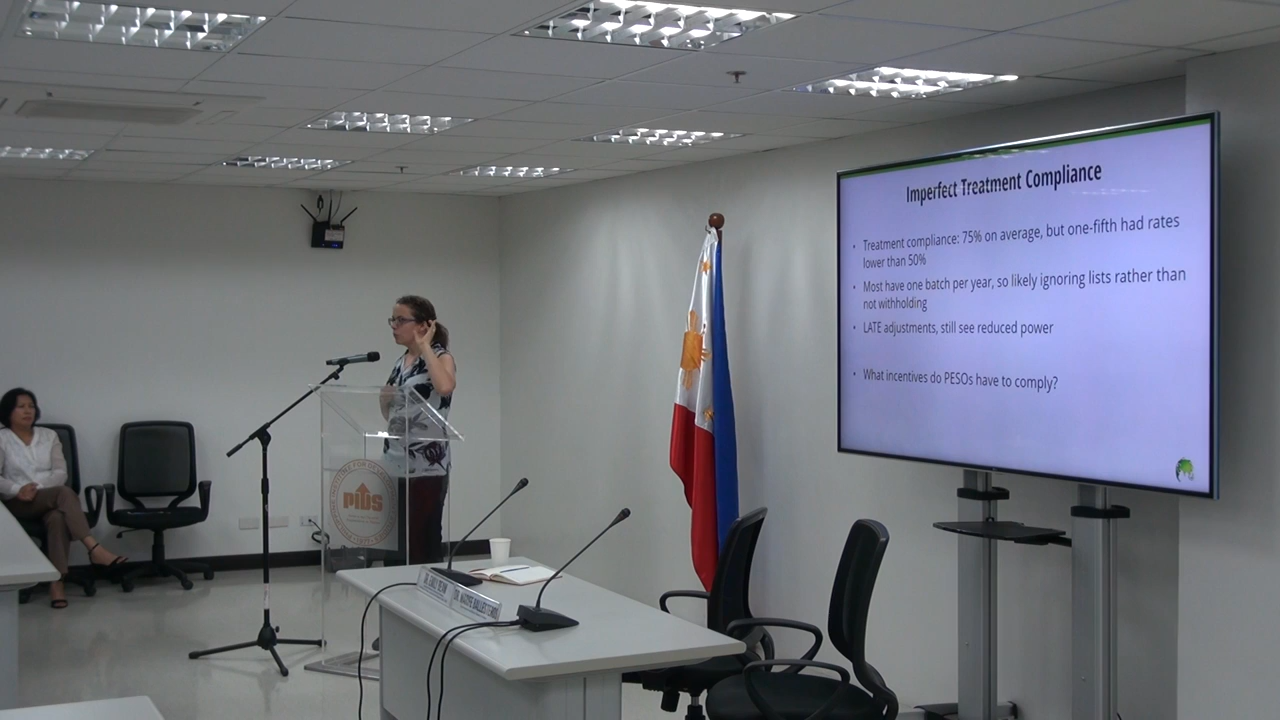 Imperfect Treatment Compliance
• Treatment compliance: 75% on average, but one-fifth had rates
lower than 50%
• Most have one batch per year, so likely ignoring lists rather than
not withholding
• LATE adjustments, still see reduced power
• What incentives do PESOs have to comply?
PIDS